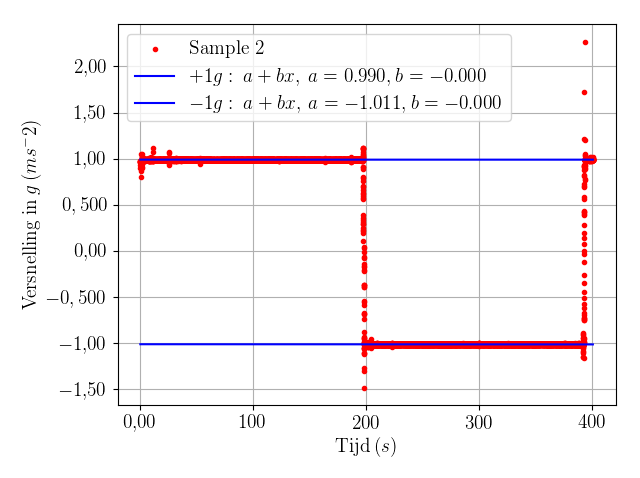 Sample 2
+1g : a + bx, a = 0.990, b = −0.000
−1g : a + bx, a = −1.011, b = −0.000
2,00
1,50
1,00
0,500
0,00
−0,500
−1,00
−1,50
Versnelling in g (ms−2)
0,00 100 200 300 400
Tijd (s)